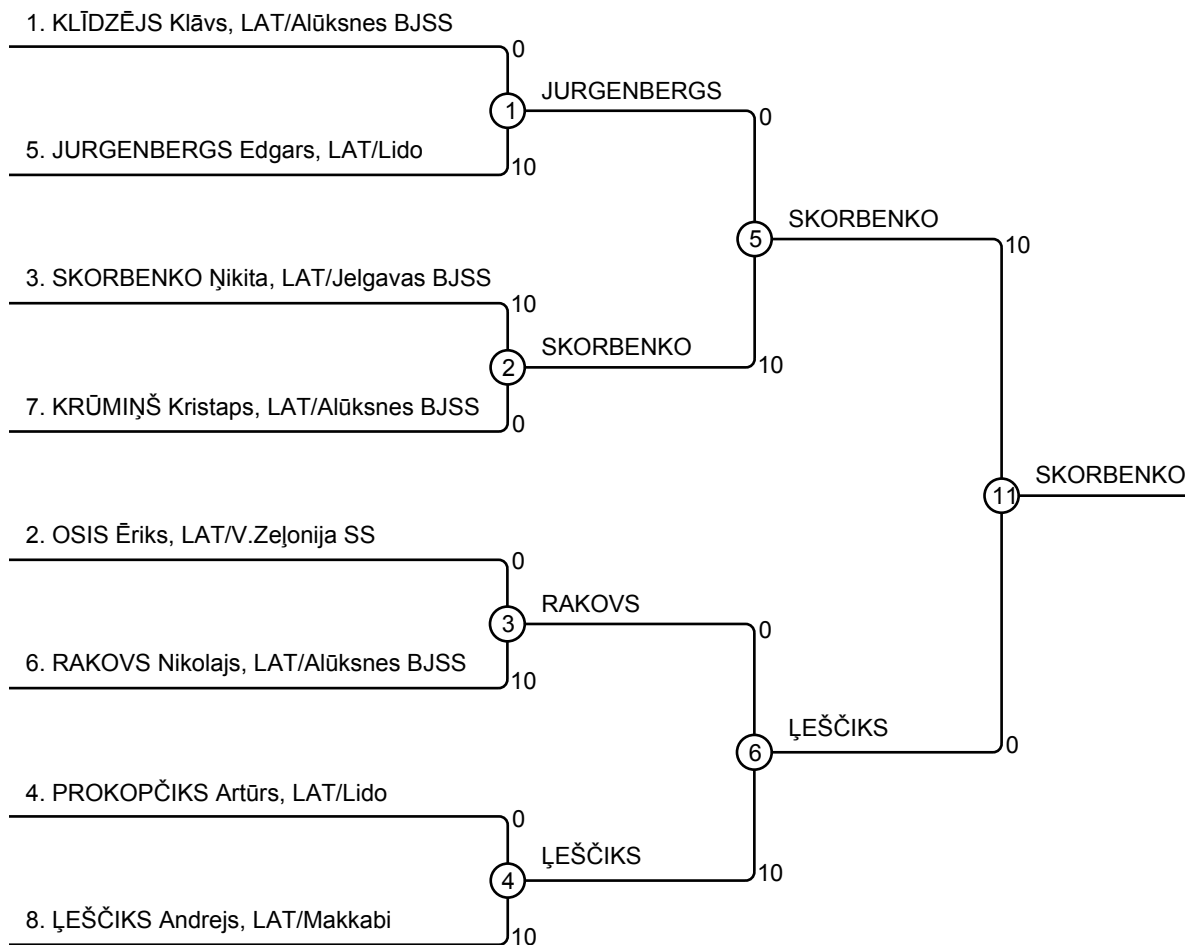 1. KLĪDZĒJS Klāvs, LAT/Alūksnes BJSS
0
1
JURGENBERGS
0
5. JURGENBERGS Edgars, LAT/Lido
10
5
SKORBENKO
10
3. SKORBENKO Ņikita, LAT/Jelgavas BJSS
10
2
SKORBENKO
10
7. KRŪMIŅŠ Kristaps, LAT/Alūksnes BJSS
0
11
SKORBENKO
2. OSIS Ēriks, LAT/V.Zeļonija SS
0
3
RAKOVS
0
6. RAKOVS Nikolajs, LAT/Alūksnes BJSS
10
6
ĻEŠČIKS
0
4. PROKOPČIKS Artūrs, LAT/Lido
0
4
ĻEŠČIKS
10
8. ĻEŠČIKS Andrejs, LAT/Makkabi
10